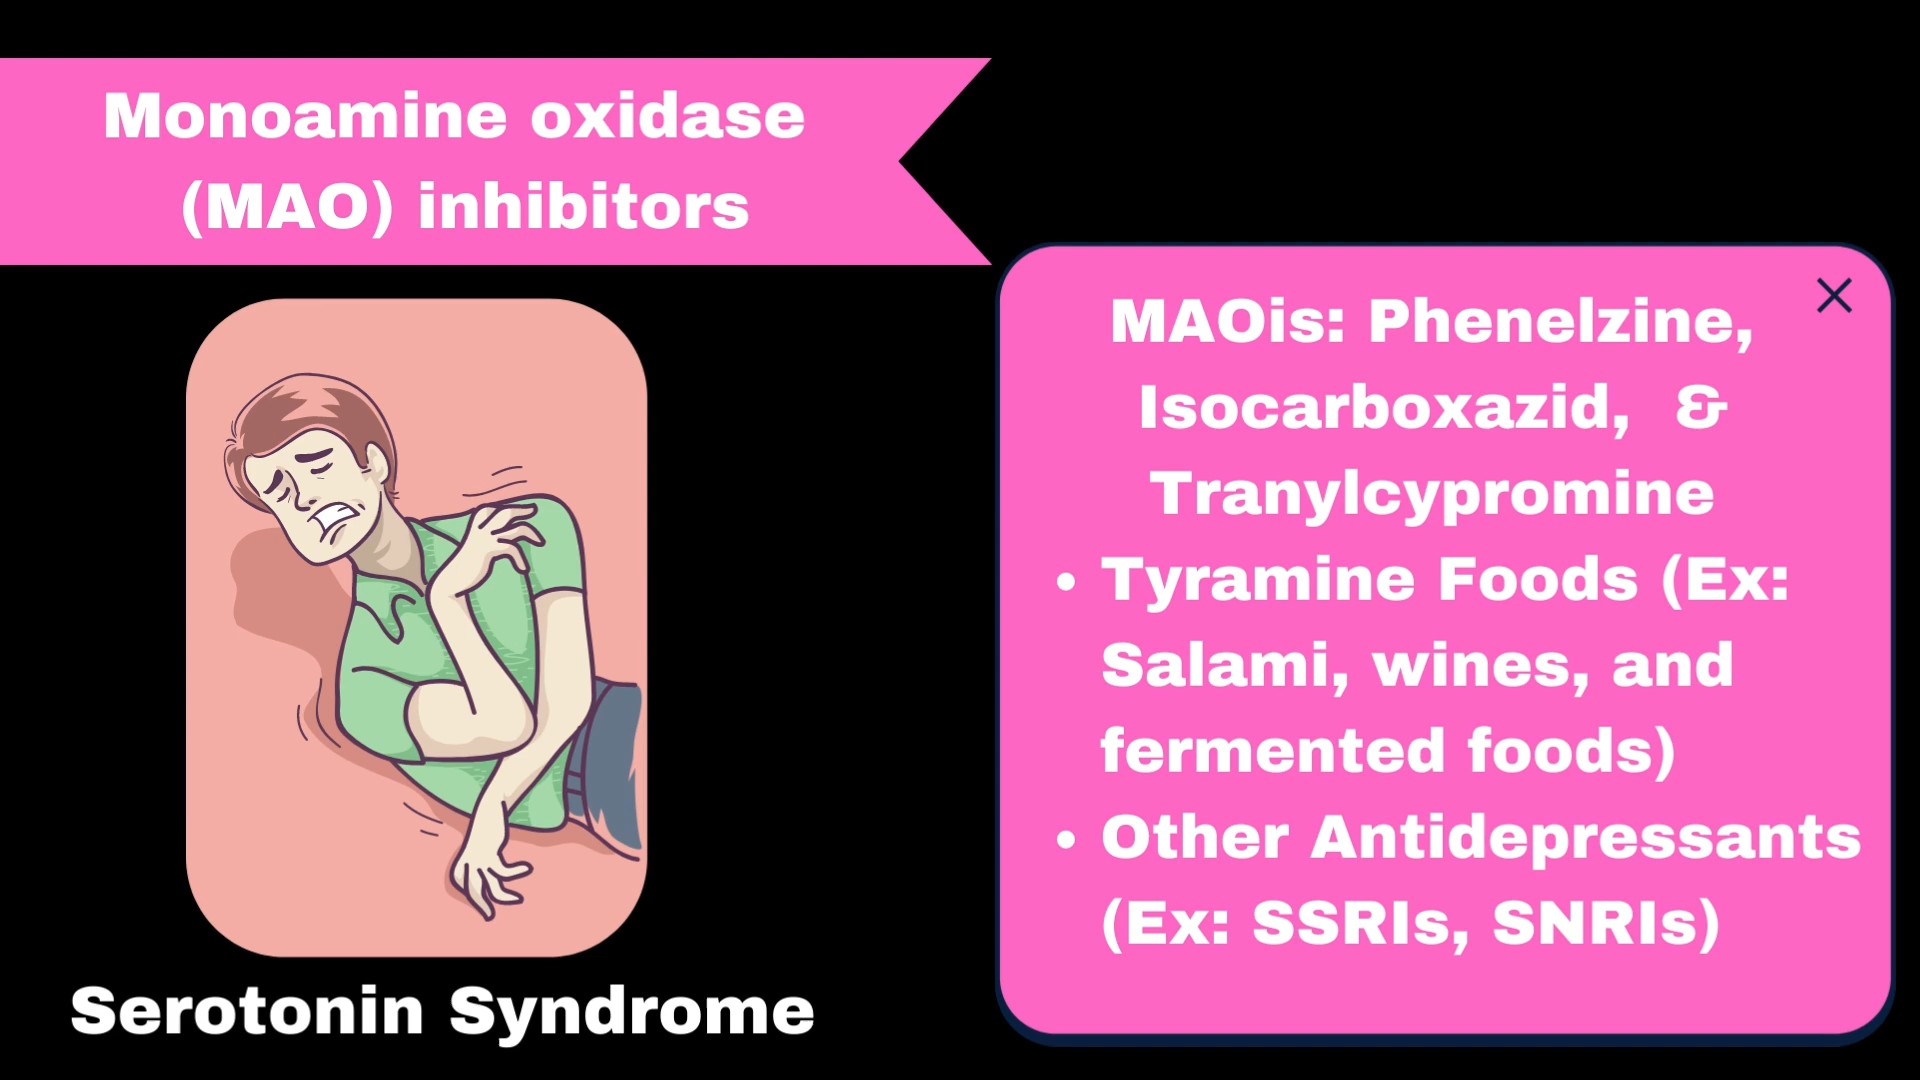 Monoamine oxidase
(MAO) inhibitors
MAOis: Phenelzine,
Isocarboxazid, &
Tranylcypromine
• Tyramine Foods (Ex:
Salami, wines, and
fermented foods)
• Other Antidepressants
(Ex: SSRIs, SNRIs)
Serotonin Syndrome